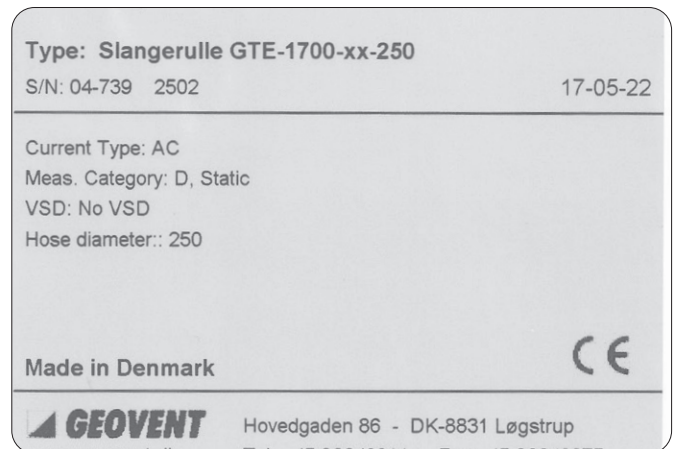 Type: Slangerulle GTE-1700-xx-250
S/N: 04-739 2502 17-05-22
Current Type: AC
Meas. Category: D, Static
VSD: No VSD
Hose diameter:: 250
Made in Denmark CE
GEOVENT Hovedgaden 86 - DK-8831 Løgstrup